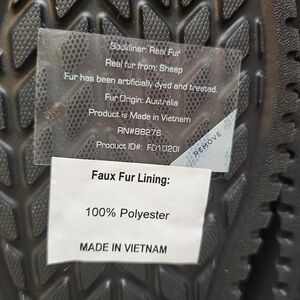 Sockliner: Real Fur
Real fur from: Sheep
Fur has been artificially dyed and treated.
Fur Origin: Australia
Product is Made in Vietnam
RN#88276
Product ID#: FD10201
REMOVE
Faux Fur Lining:
100% Polyester
MADE IN VIETNAM